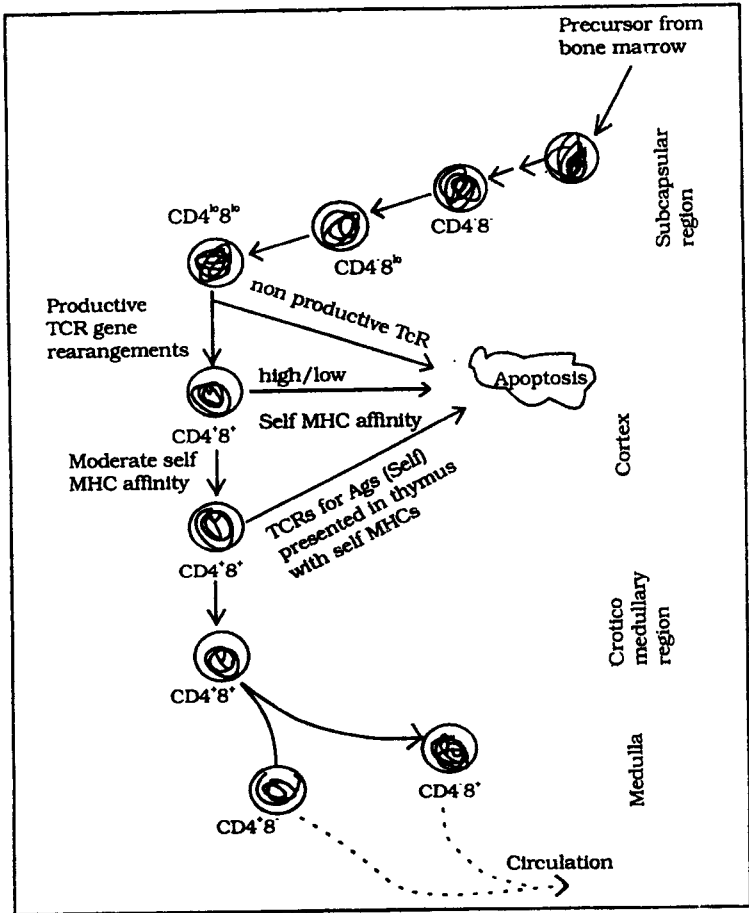 Precursor from
bone marrow
Subcapsular
region
CD4⁻8⁻
CD4⁻8ˡᵒ
CD4ˡᵒ8ˡᵒ
Productive
TCR gene
rearangements
non productive TcR
Apoptosis
high/low
Self MHC affinity
CD4⁺8⁺
Cortex
Moderate self
MHC affinity
TCRs for Ags (Self)
presented in thymus
with self MHCs
CD4⁺8⁺
Crotico
medullary
region
CD4⁺8⁺
Medulla
CD4⁻8⁺
CD4⁺8⁻
Circulation